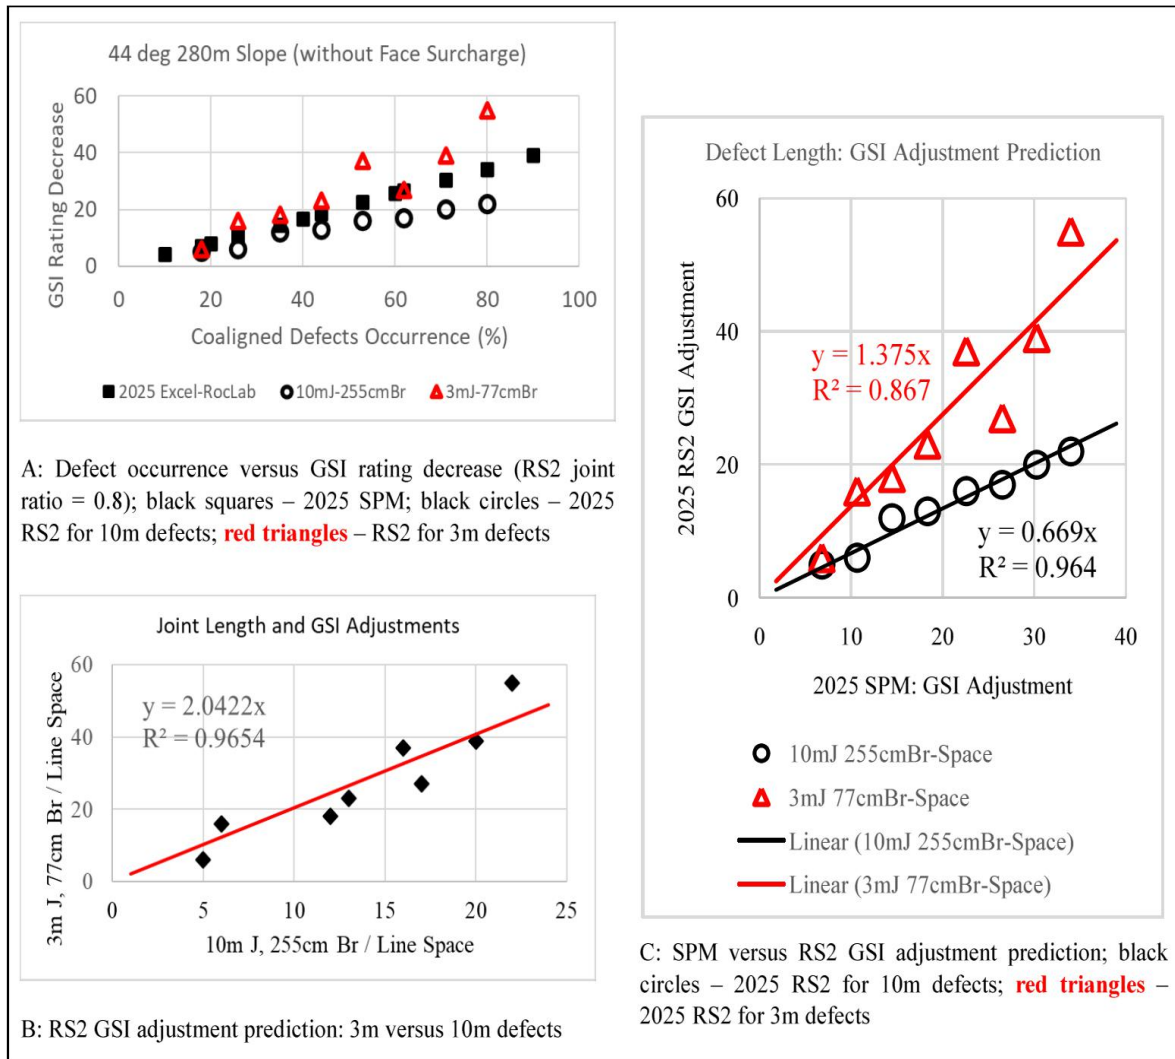 44 deg 280m Slope (without Face Surcharge)
GSI Rating Decrease
60
40
20
0
0 20 40 60 80 100
Coaligned Defects Occurrence (%)
2025 Excel-RocLab 10mJ-255cmBr 3mJ-77cmBr
A: Defect occurrence versus GSI rating decrease (RS2 joint
ratio = 0.8); black squares – 2025 SPM; black circles – 2025
RS2 for 10m defects; red triangles – RS2 for 3m defects
Joint Length and GSI Adjustments
3m J, 77cm Br / Line Space
60
40
20
0
y = 2.0422x
R² = 0.9654
0 5 10 15 20 25
10m J, 255cm Br / Line Space
B: RS2 GSI adjustment prediction: 3m versus 10m defects
Defect Length: GSI Adjustment Prediction
2025 RS2 GSI Adjustment
60
40
20
0
y = 1.375x
R² = 0.867
y = 0.669x
R² = 0.964
0 10 20 30 40
2025 SPM: GSI Adjustment
10mJ 255cmBr-Space
3mJ 77cmBr-Space
Linear (10mJ 255cmBr-Space)
Linear (3mJ 77cmBr-Space)
C: SPM versus RS2 GSI adjustment prediction; black
circles – 2025 RS2 for 10m defects; red triangles –
2025 RS2 for 3m defects